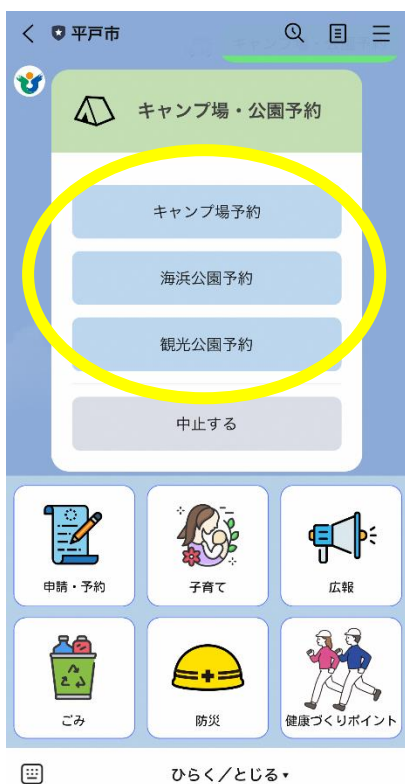 平戸市
キャンプ場・公園予約
キャンプ場予約
海浜公園予約
観光公園予約
中止する
申請・予約
子育て
広報
ごみ
防災
健康づくりポイント
ひらく／とじる▾